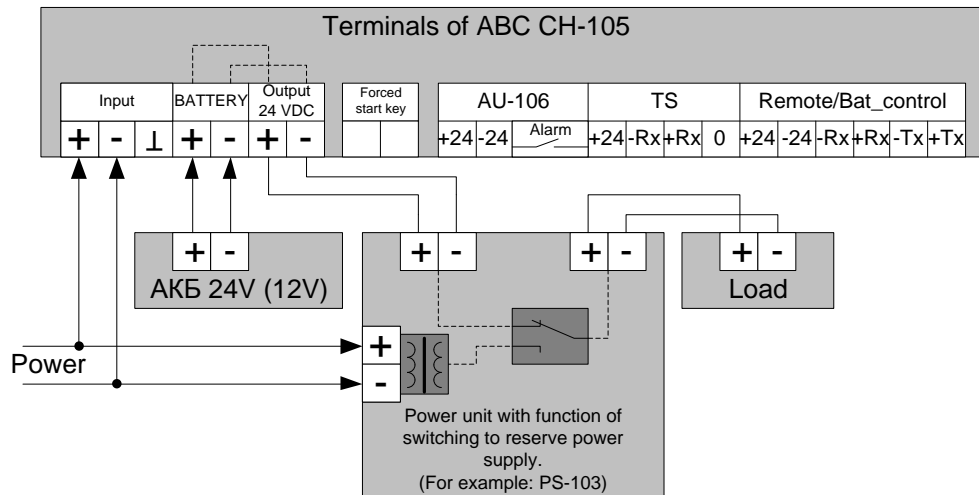 Terminals of ABC CH-105
Input
BATTERY
Output
24 VDC
Forced
start key
AU-106
TS
Remote/Bat_control
+ - ⊥ + - + -
+24 -24 Alarm +24 -Rx +Rx 0 +24 -24 -Rx +Rx -Tx +Tx
+ - + - + - + -
АКБ 24V (12V)
Load
Power
+
-
Power unit with function of
switching to reserve power
supply.
(For example: PS-103)